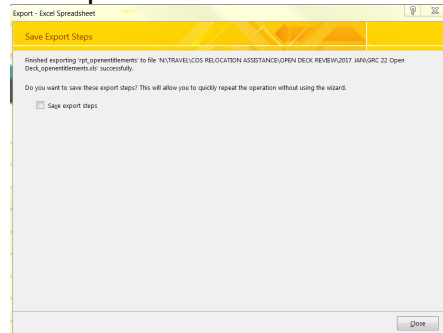 Export - Excel Spreadsheet
Save Export Steps
Finished exporting 'rpt_openentitlements' to file 'N:\TRAVEL\COS RELOCATION ASSISTANCE\OPEN DECK REVIEW\2017 JAN\GRC 22 Open
Deck_openentitlements.xls' successfully.
Do you want to save these export steps? This will allow you to quickly repeat the operation without using the wizard.
Save export steps
Close